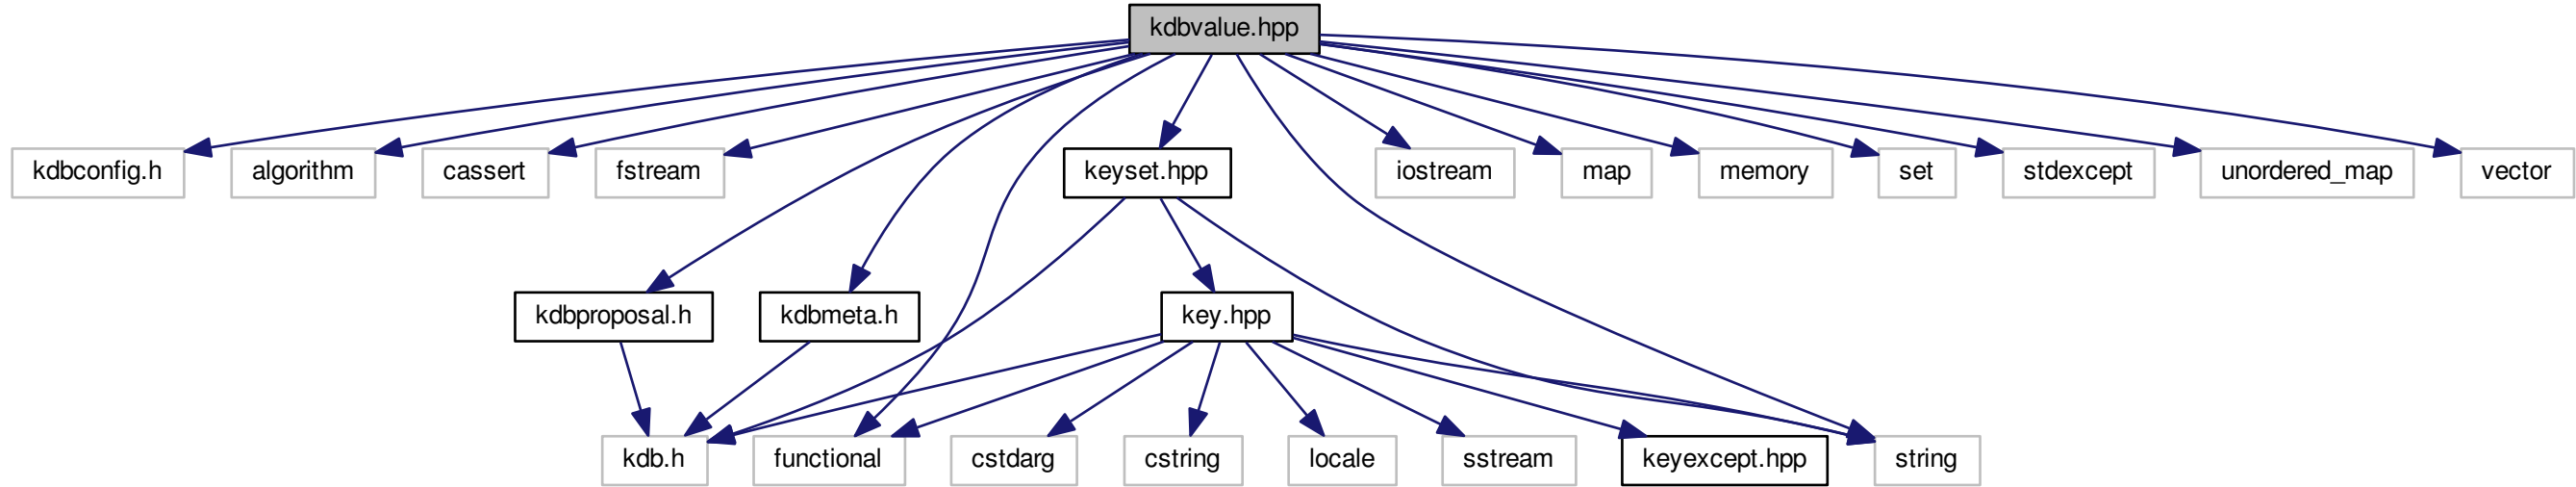 kdbvalue.hpp
kdbconfig.h
algorithm
cassert
fstream
keyset.hpp
iostream
map
memory
set
stdexcept
unordered_map
vector
kdbproposal.h
kdbmeta.h
key.hpp
kdb.h
functional
cstdarg
cstring
locale
sstream
keyexcept.hpp
string